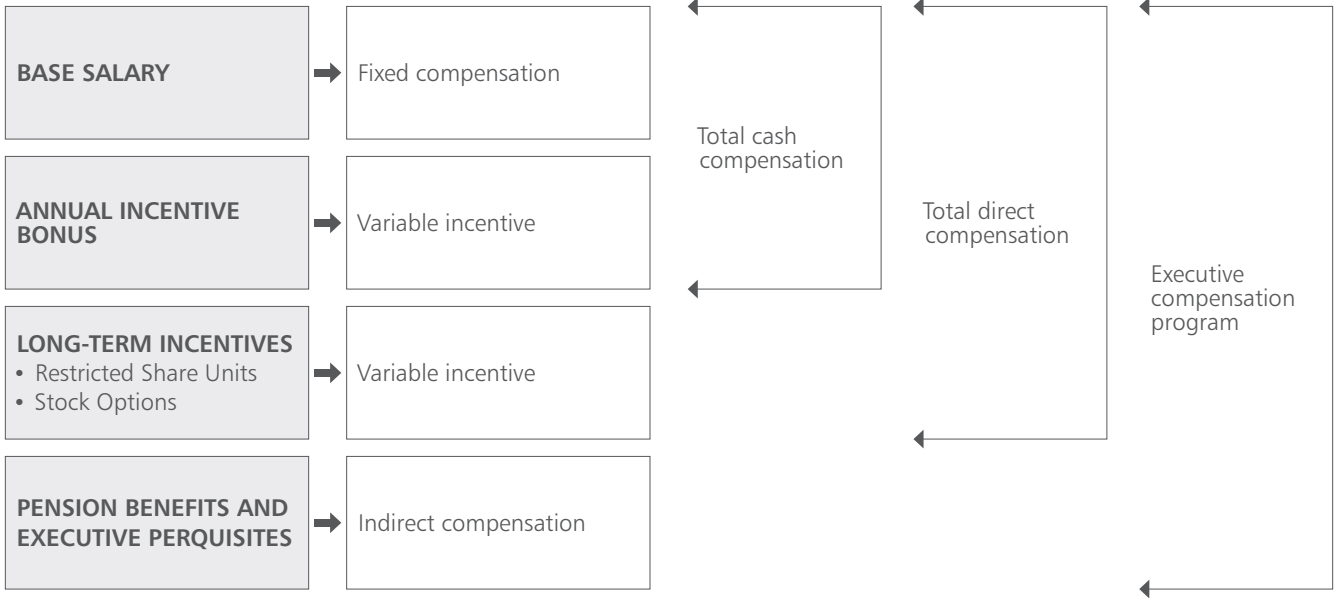 BASE SALARY
Fixed compensation
ANNUAL INCENTIVE
BONUS
Variable incentive
LONG-TERM INCENTIVES
• Restricted Share Units
• Stock Options
Variable incentive
PENSION BENEFITS AND
EXECUTIVE PERQUISITES
Indirect compensation
Total cash
compensation
Total direct
compensation
Executive
compensation
program